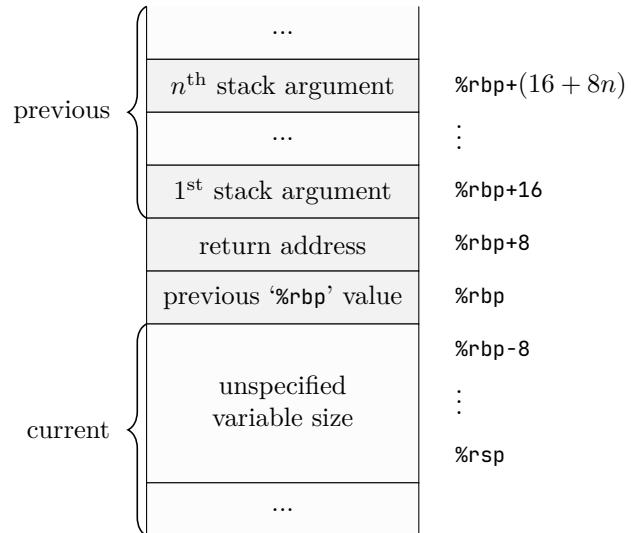 ...
nth stack argument %rbp+(16 + 8n)
previous
... ⋮
1st stack argument %rbp+16
return address %rbp+8
previous ‘%rbp’ value %rbp
%rbp-8
unspecified
variable size ⋮
current
%rsp
...